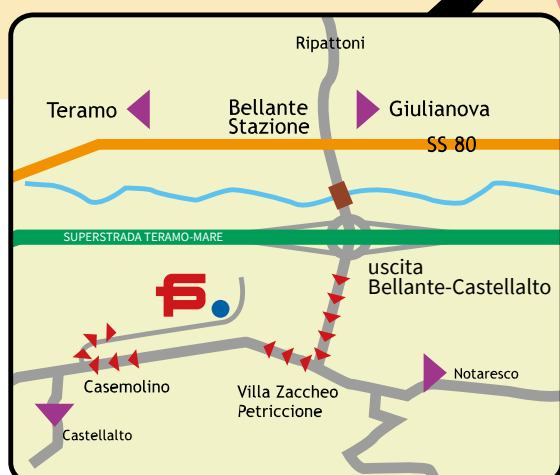 Ripattoni
Teramo
Bellante
Stazione
Giulianova
SS 80
SUPERSTRADA TERAMO-MARE
uscita
Bellante-Castellalto
Casemolino
Villa Zaccheo
Petriccione
Notaresco
Castellalto